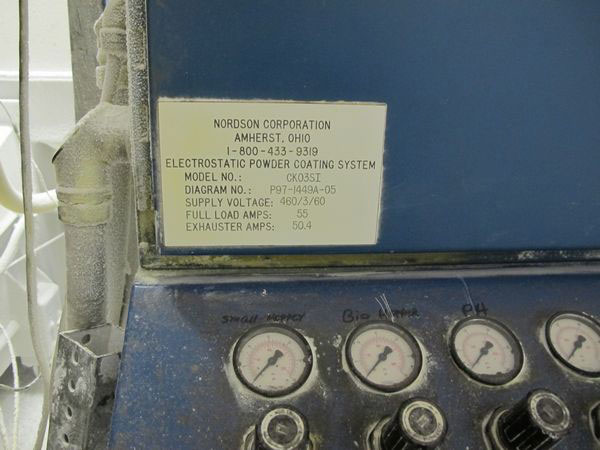 NORDSON CORPORATION
AMHERST, OHIO
1-800-433-9319
ELECTROSTATIC POWDER COATING SYSTEM
MODEL NO.: CK03SI
DIAGRAM NO.: P97-1449A-05
SUPPLY VOLTAGE: 460/3/60
FULL LOAD AMPS: 55
EXHAUSTER AMPS: 50.4
PH